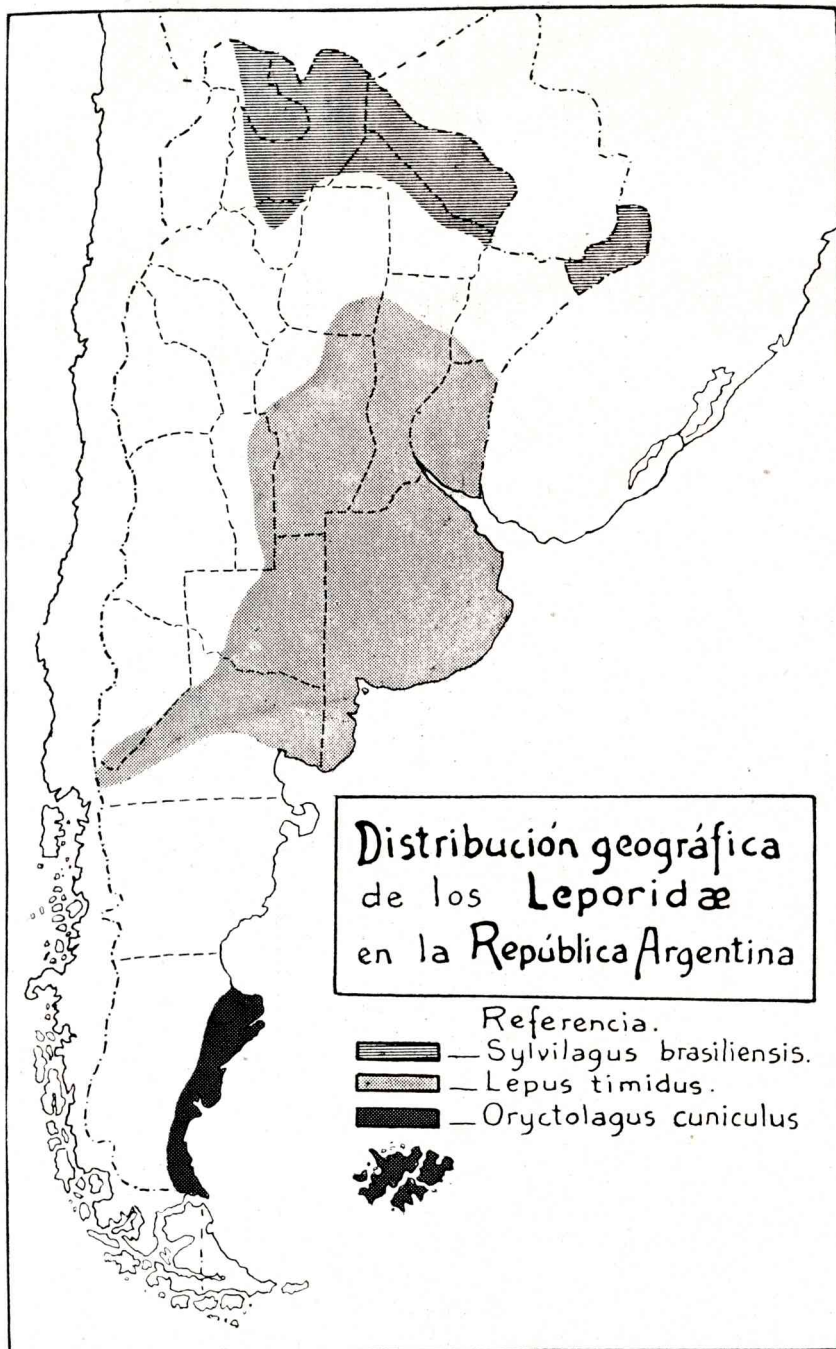 Distribución geográfica
de los Leporidæ
en la República Argentina
Referencia.
— Sylvilagus brasiliensis.
— Lepus timidus.
— Oryctolagus cuniculus